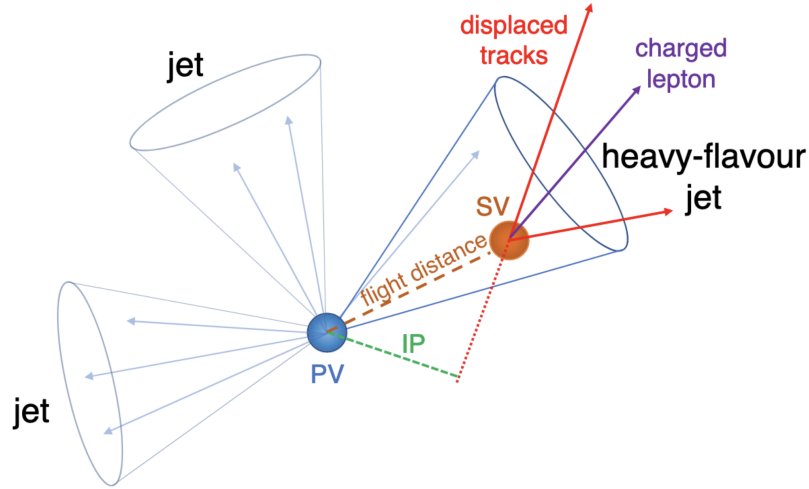 displaced
tracks
charged
lepton
jet
heavy-flavour
jet
SV
flight distance
IP
PV
jet